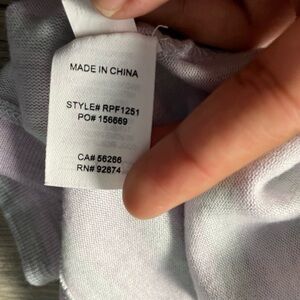 MADE IN CHINA
STYLE# RPF1251
PO# 156669
CA# 56286
RN# 92874